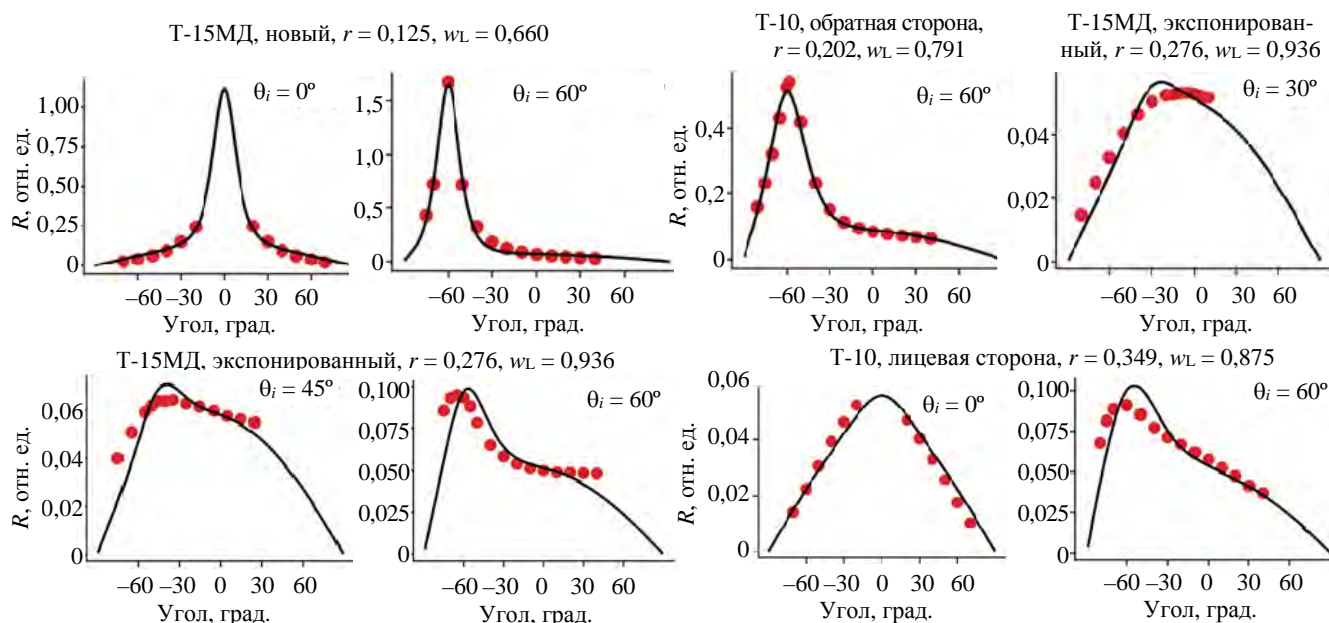 Т-15МД, новый, r = 0,125, wL = 0,660
Т-10, обратная сторона,
r = 0,202, wL = 0,791
Т-15МД, экспонирован-
ный, r = 0,276, wL = 0,936
R, отн. ед.
1,00
0.75
0.50
0.25
0
θi = 0º
–60 –30 0 30 60
Угол, град.
1,5
1,0
0.5
0
θi = 60º
–60 –30 0 30 60
Угол, град.
0,4
0.2
0
θi = 60º
–60 –30 0 30 60
Угол, град.
0,04
0,02
0
θi = 30º
–60 –30 0 30 60
Угол, град.
Т-15МД, экспонированный, r = 0,276, wL = 0,936
Т-10, лицевая сторона, r = 0,349, wL = 0,875
R, отн. ед.
0,06
0,04
0,02
0
θi = 45º
–60 –30 0 30 60
Угол, град.
0,100
0,075
0,050
0,025
0
θi = 60º
–60 –30 0 30 60
Угол, град.
R, отн. ед.
0,06
0,04
0,02
0
θi = 0º
–60 –30 0 30 60
Угол, град.
0,100
0,075
0,050
0,025
0
θi = 60º
–60 –30 0 30 60
Угол, град.